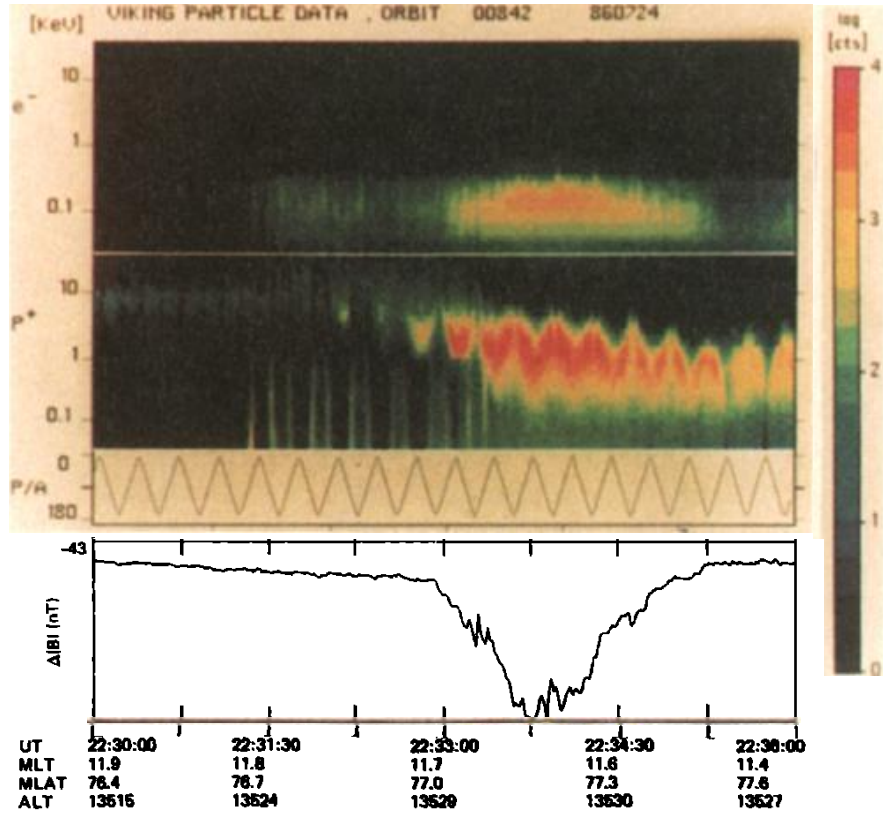 VIKING PARTICLE DATA , ORBIT 00842 860724
[KeV]
10
e⁻
1
0.1
10
P⁺
1
0.1
0
P/A
180
log
[cts]
4
3
2
1
0
-43
Δ|B| (nT)
UT 22:30:00 22:31:30 22:33:00 22:34:30 22:36:00
MLT 11.9 11.8 11.7 11.6 11.4
MLAT 76.4 76.7 77.0 77.3 77.6
ALT 13515 13524 13529 13530 13527